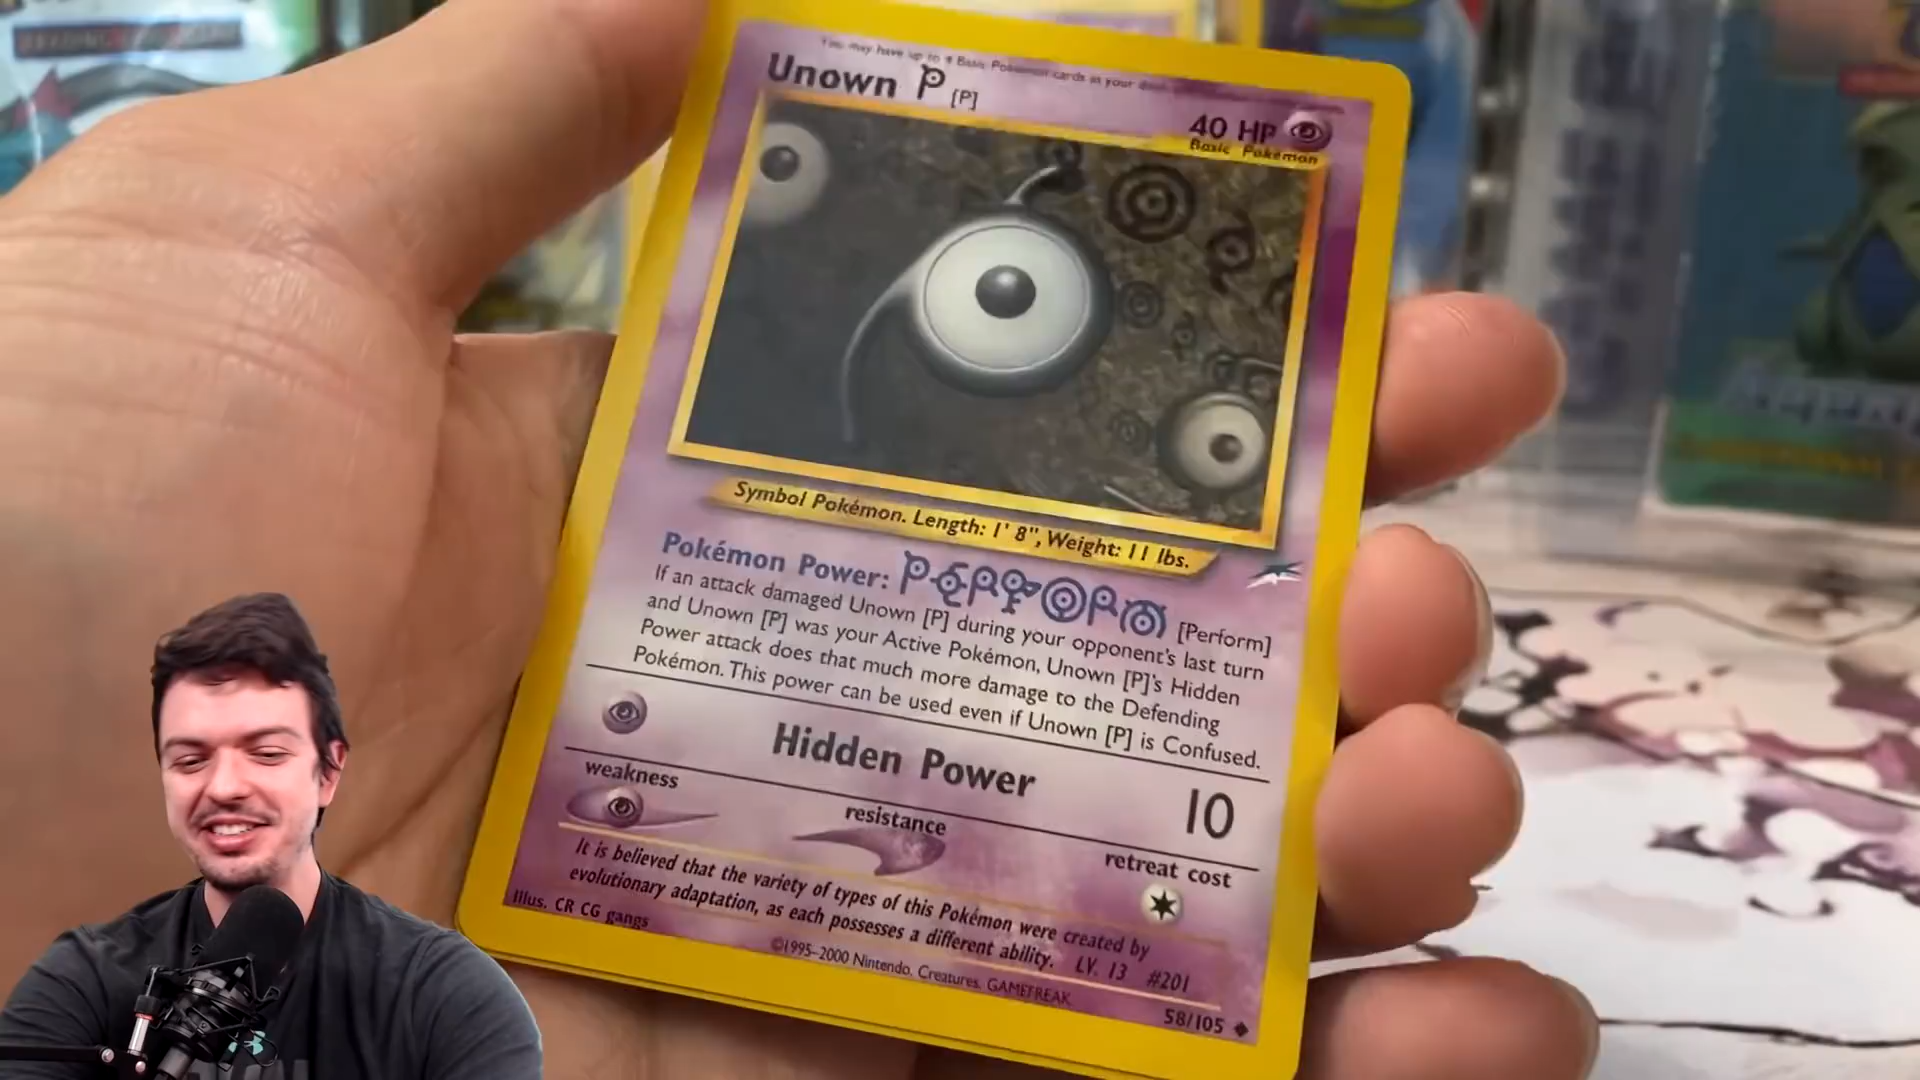 You may have up to 4 Basic Pokémon cards in your deck
Unown P [P]
40 HP
Basic Pokémon
Symbol Pokémon. Length: 1' 8", Weight: 11 lbs.
Pokémon Power: PERFORM [Perform]
If an attack damaged Unown [P] during your opponent's last turn
and Unown [P] was your Active Pokémon, Unown [P]'s Hidden
Power attack does that much more damage to the Defending
Pokémon. This power can be used even if Unown [P] is Confused.
Hidden Power
10
weakness
resistance
retreat cost
It is believed that the variety of types of this Pokémon were created by
evolutionary adaptation, as each possesses a different ability. LV. 13 #201
Illus. CR CG gangs
©1995-2000 Nintendo, Creatures, GAMEFREAK
58/105